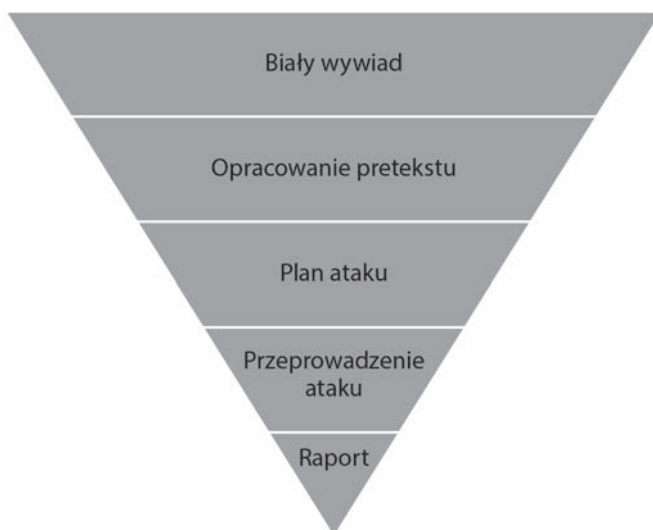 Biały wywiad
Opracowanie pretekstu
Plan ataku
Przeprowadzenie
ataku
Raport